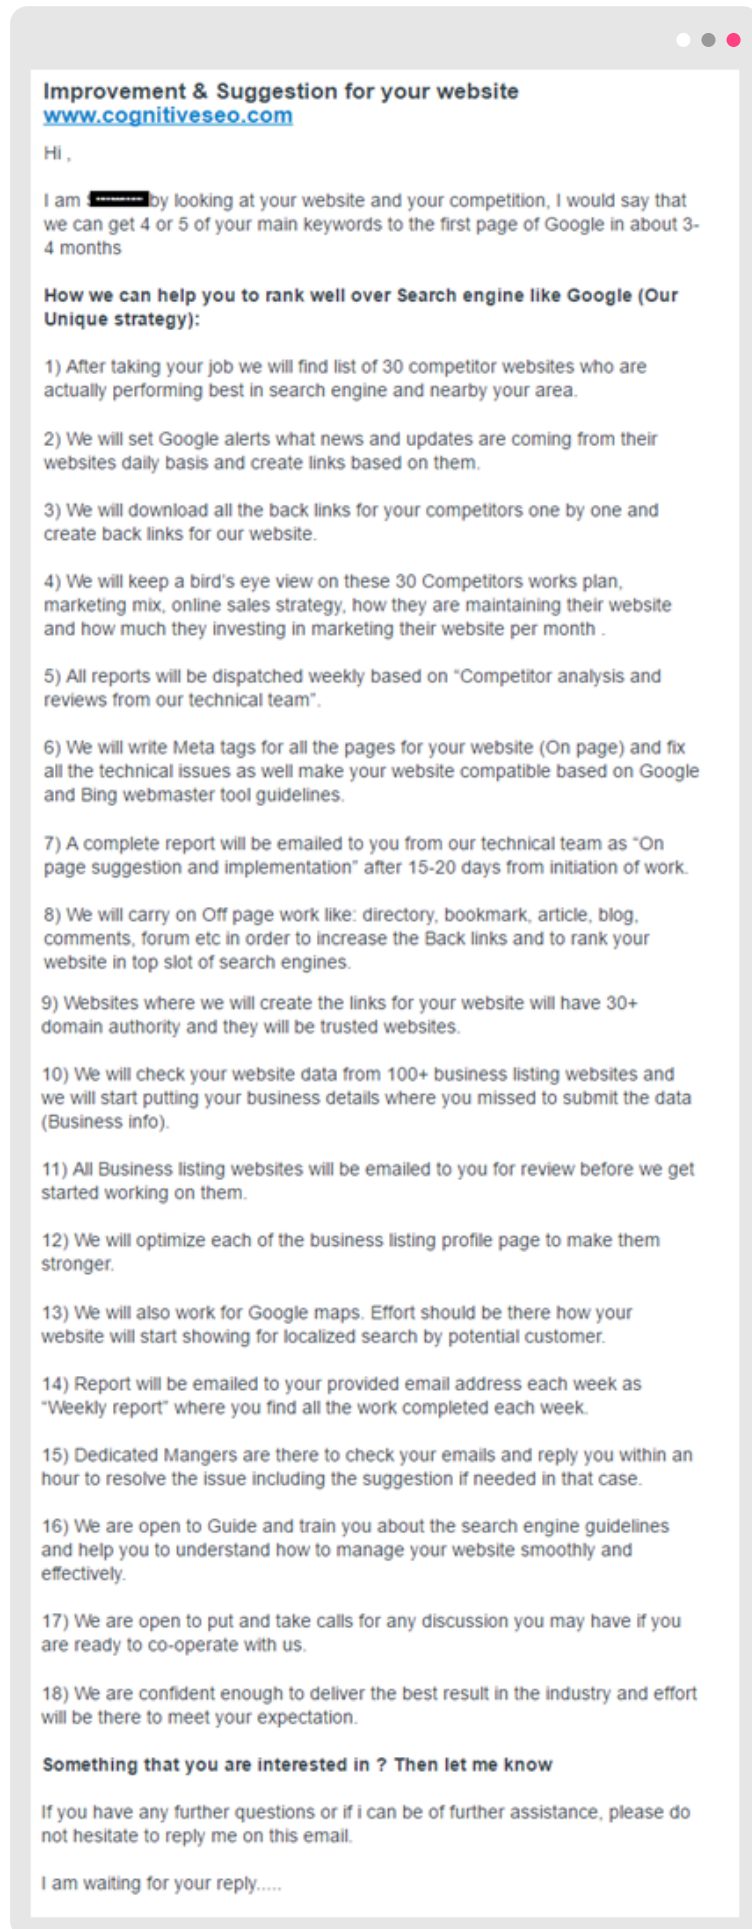 Improvement & Suggestion for your website
www.cognitiveseo.com
Hi ,
I am by looking at your website and your competition, I would say that
we can get 4 or 5 of your main keywords to the first page of Google in about 3-
4 months
How we can help you to rank well over Search engine like Google (Our
Unique strategy):
1) After taking your job we will find list of 30 competitor websites who are
actually performing best in search engine and nearby your area.
2) We will set Google alerts what news and updates are coming from their
websites daily basis and create links based on them.
3) We will download all the back links for your competitors one by one and
create back links for our website.
4) We will keep a bird's eye view on these 30 Competitors works plan,
marketing mix, online sales strategy, how they are maintaining their website
and how much they investing in marketing their website per month .
5) All reports will be dispatched weekly based on “Competitor analysis and
reviews from our technical team”.
6) We will write Meta tags for all the pages for your website (On page) and fix
all the technical issues as well make your website compatible based on Google
and Bing webmaster tool guidelines.
7) A complete report will be emailed to you from our technical team as “On
page suggestion and implementation” after 15-20 days from initiation of work.
8) We will carry on Off page work like: directory, bookmark, article, blog,
comments, forum etc in order to increase the Back links and to rank your
website in top slot of search engines.
9) Websites where we will create the links for your website will have 30+
domain authority and they will be trusted websites.
10) We will check your website data from 100+ business listing websites and
we will start putting your business details where you missed to submit the data
(Business info).
11) All Business listing websites will be emailed to you for review before we get
started working on them.
12) We will optimize each of the business listing profile page to make them
stronger.
13) We will also work for Google maps. Effort should be there how your
website will start showing for localized search by potential customer.
14) Report will be emailed to your provided email address each week as
“Weekly report” where you find all the work completed each week.
15) Dedicated Mangers are there to check your emails and reply you within an
hour to resolve the issue including the suggestion if needed in that case.
16) We are open to Guide and train you about the search engine guidelines
and help you to understand how to manage your website smoothly and
effectively.
17) We are open to put and take calls for any discussion you may have if you
are ready to co-operate with us.
18) We are confident enough to deliver the best result in the industry and effort
will be there to meet your expectation.
Something that you are interested in ? Then let me know
If you have any further questions or if i can be of further assistance, please do
not hesitate to reply me on this email.
I am waiting for your reply.....